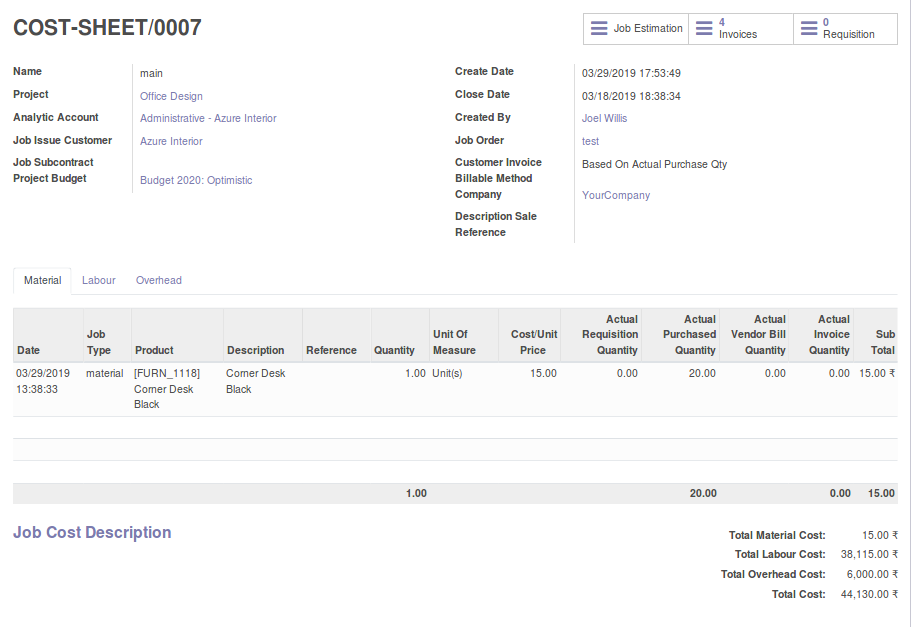 COST-SHEET/0007
Job Estimation
4
Invoices
0
Requisition
Name main
Project Office Design
Analytic Account Administrative - Azure Interior
Job Issue Customer Azure Interior
Job Subcontract
Project Budget Budget 2020: Optimistic
Create Date 03/29/2019 17:53:49
Close Date 03/18/2019 18:38:34
Created By Joel Willis
Job Order test
Customer Invoice Based On Actual Purchase Qty
Billable Method
Company YourCompany
Description Sale
Reference
Material Labour Overhead
Date
Job
Type
Product
Description
Reference
Quantity
Unit Of
Measure
Cost/Unit
Price
Actual
Requisition
Quantity
Actual
Purchased
Quantity
Actual
Vendor Bill
Quantity
Actual
Invoice
Quantity
Sub
Total
03/29/2019 material [FURN_1118] Corner Desk 1.00 Unit(s) 15.00 0.00 20.00 0.00 0.00 15.00 ₹
13:38:33 Corner Desk Black
Black
1.00 20.00 0.00 15.00
Job Cost Description
Total Material Cost: 15.00 ₹
Total Labour Cost: 38,115.00 ₹
Total Overhead Cost: 6,000.00 ₹
Total Cost: 44,130.00 ₹